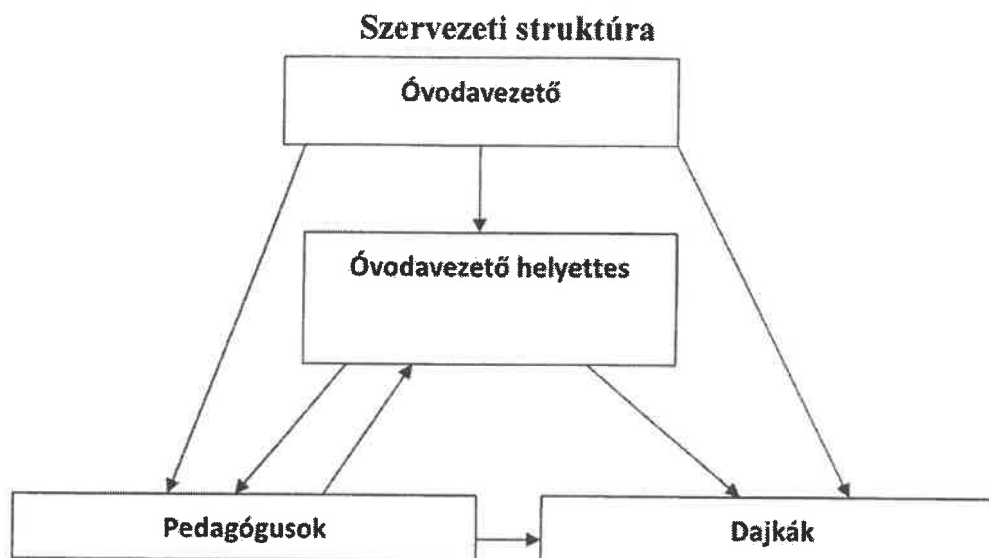 Szervezeti struktúra
Óvodavezető
Óvodavezető helyettes
Pedagógusok
Dajkák